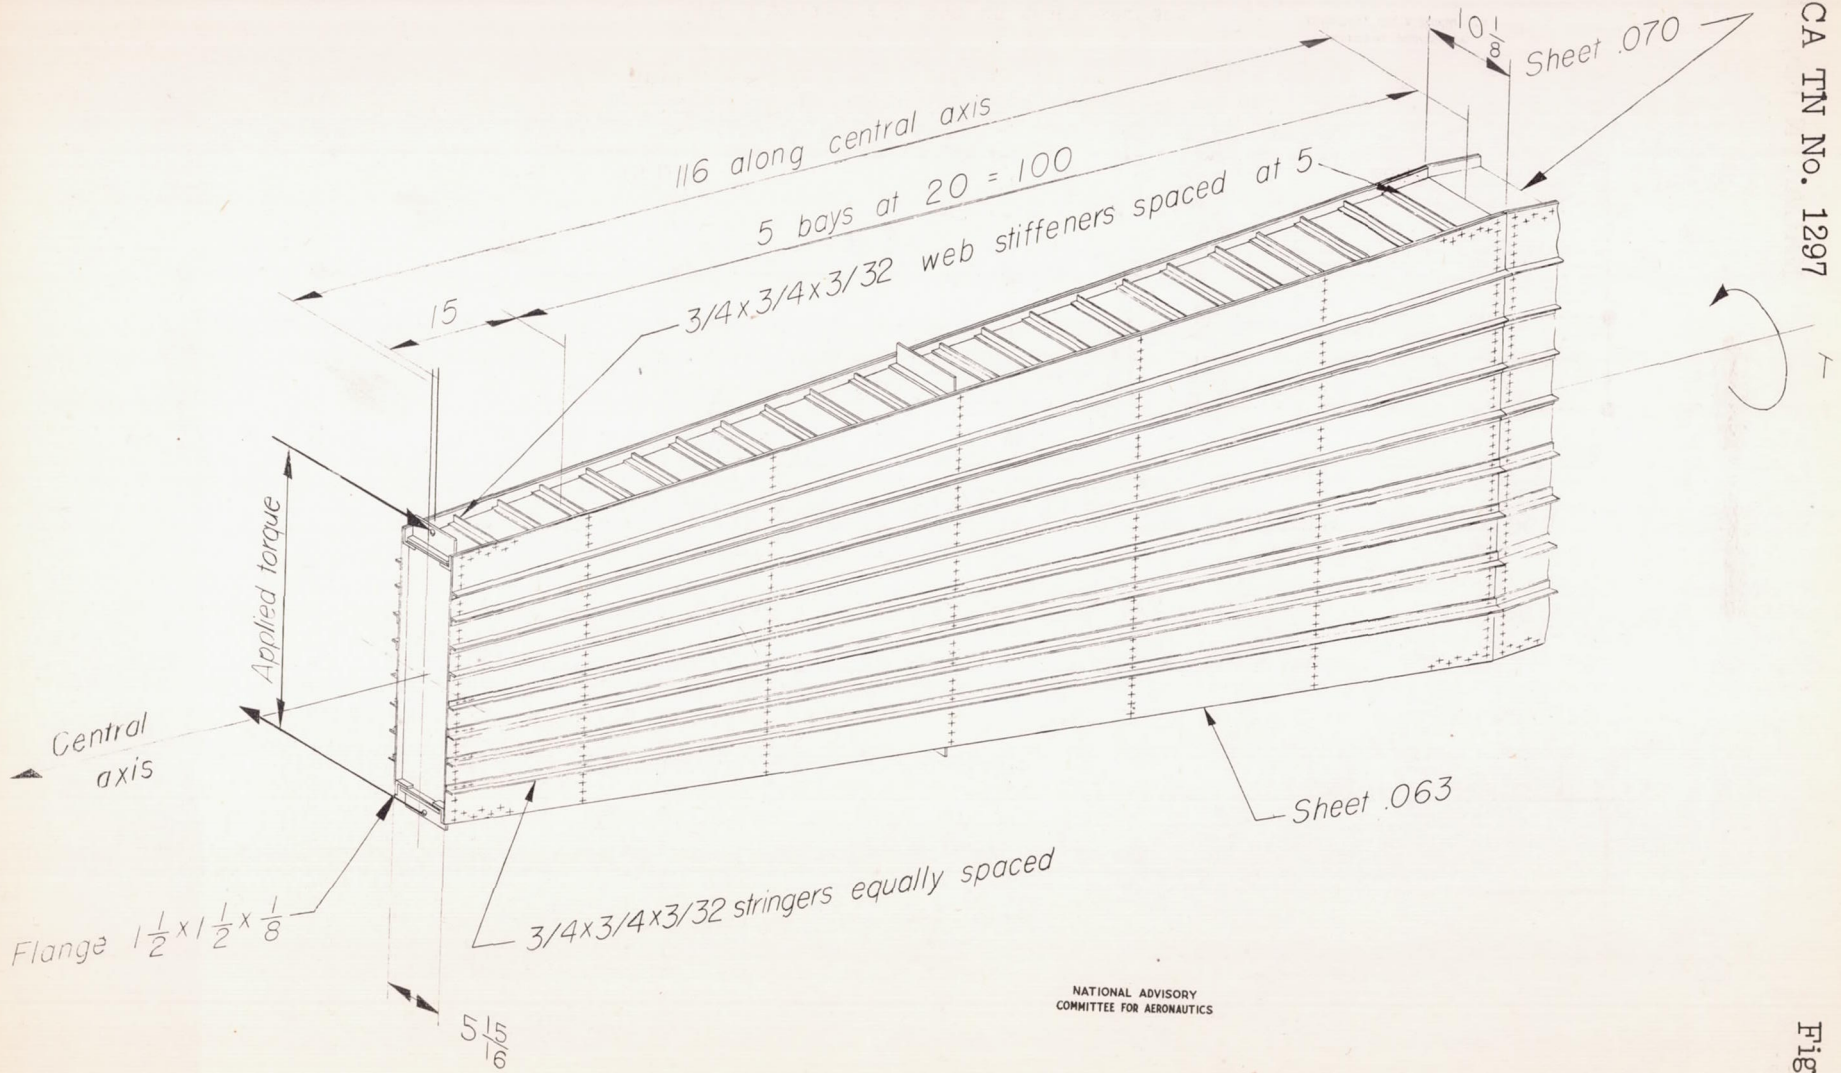 CA TN No. 1297
10 1/8
Sheet .070
116 along central axis
5 bays at 20 = 100
3/4×3/4×3/32 web stiffeners spaced at 5
15
Applied torque
Central
axis
Sheet .063
3/4×3/4×3/32 stringers equally spaced
Flange 1 1/2 × 1 1/2 × 1/8
5 15/16
NATIONAL ADVISORY
COMMITTEE FOR AERONAUTICS
Fig